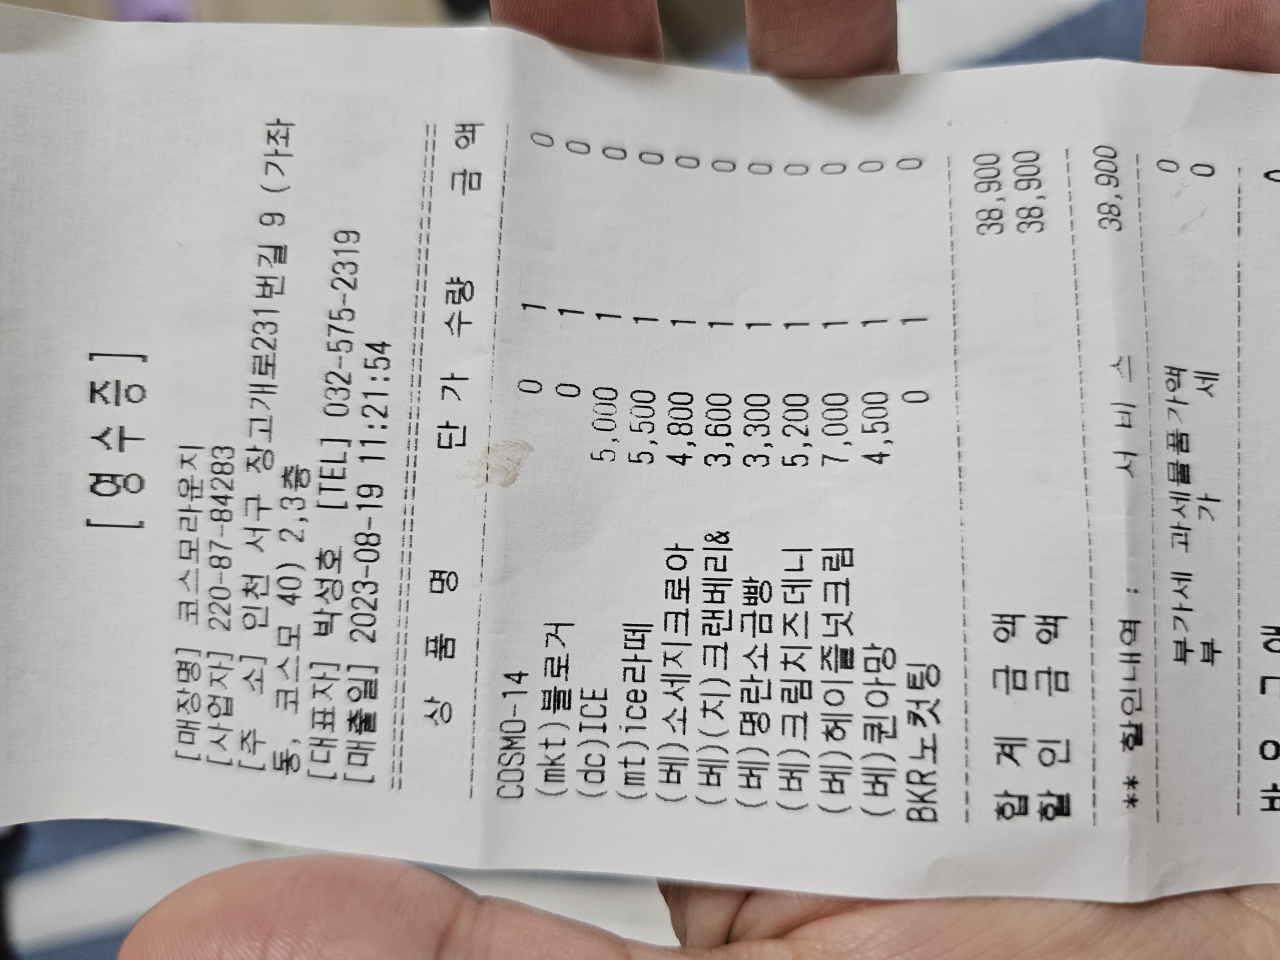 [ 영 수 증 ]
[매장명] 코스모라운지
[사업자] 220-87-84283
[주 소] 인천 서구 장고개로231번길 9 (가좌
동, 코스모 40) 2,3층
[대표자] 박성호 [TEL] 032-575-2319
[매출일] 2023-08-19 11:21:54
상 품 명 단 가 수량 금 액
COSMO-14 0 1 0
(mkt)블로거 0 1 0
(dc)ICE 5,000 1 0
(mt)ice라떼 5,500 1 0
(베)소세지크로아 4,800 1 0
(베)(치)크랜베리& 3,600 1 0
(베)명란소금빵 3,300 1 0
(베)크림치즈데니 5,200 1 0
(베)헤이즐넛크림 7,000 1 0
(베)퀸아망 4,500 1 0
BKR노컷팅 0 1 0
합 계 금 액 38,900
할 인 금 액 38,900
** 할인내역 : 서 비 스 38,900
부가세 과세물품가액 0
부 가 세 0